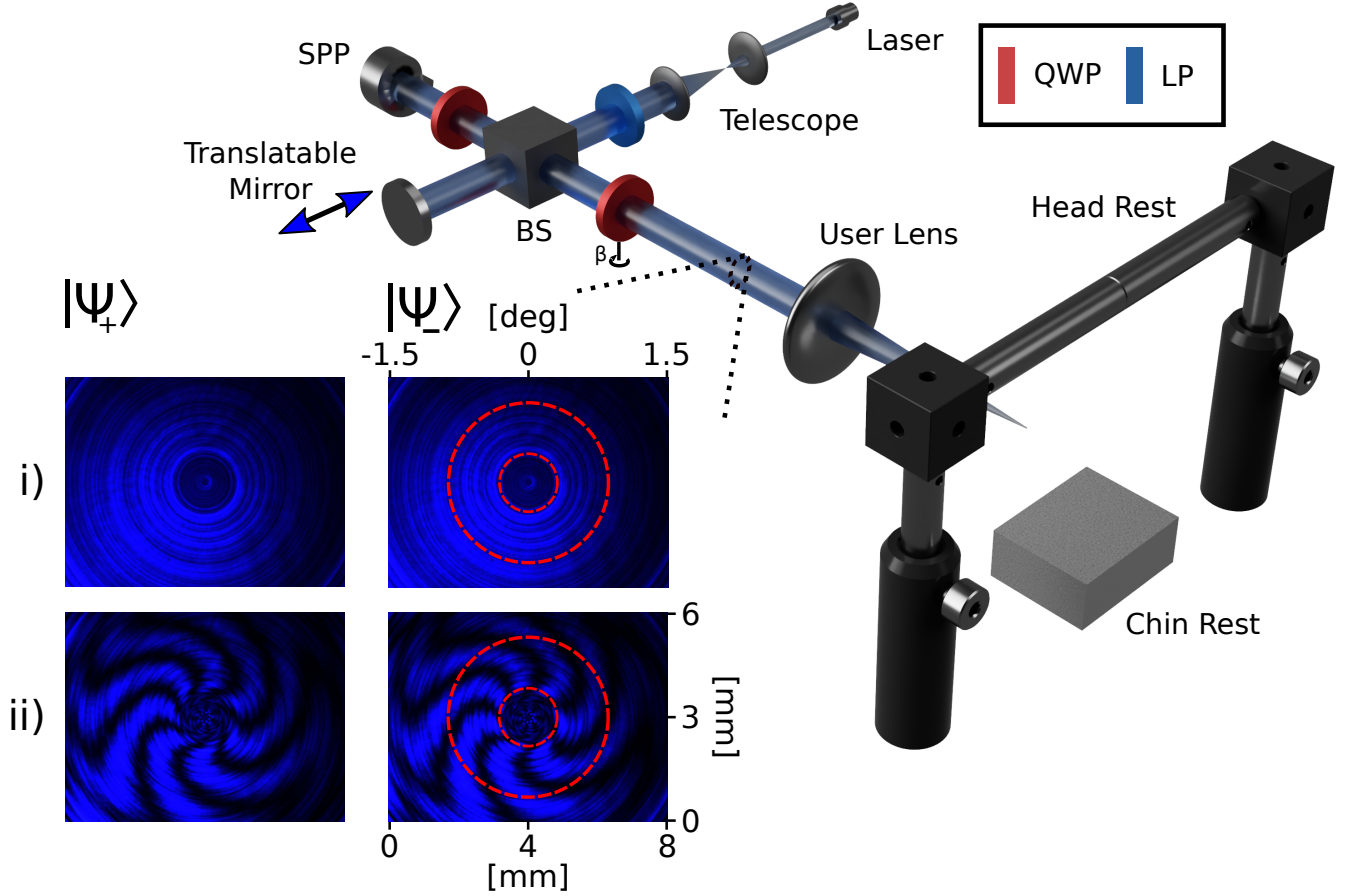 SPP
Laser
QWP
LP
Telescope
Translatable
Mirror
BS
Head Rest
User Lens
β
|Ψ₊⟩
|Ψ₋⟩
[deg]
-1.5
0
1.5
i)
ii)
6
3
0
[mm]
0
4
8
[mm]
Chin Rest